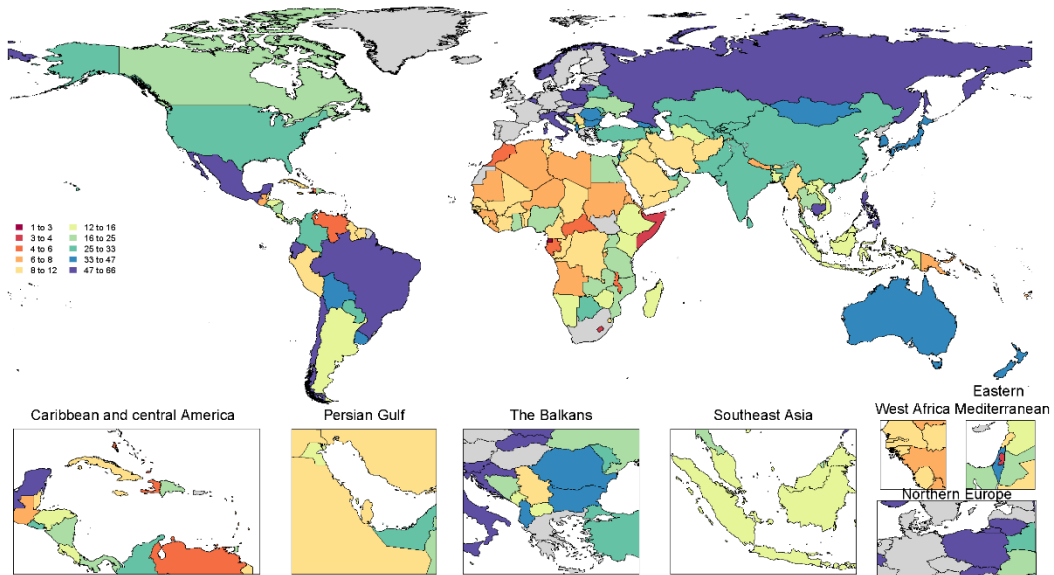 1 to 3
3 to 4
4 to 6
6 to 8
8 to 12
12 to 16
16 to 25
25 to 33
33 to 47
47 to 66
Caribbean and central America
Persian Gulf
The Balkans
Southeast Asia
West Africa
Eastern
Mediterranean
Northern Europe